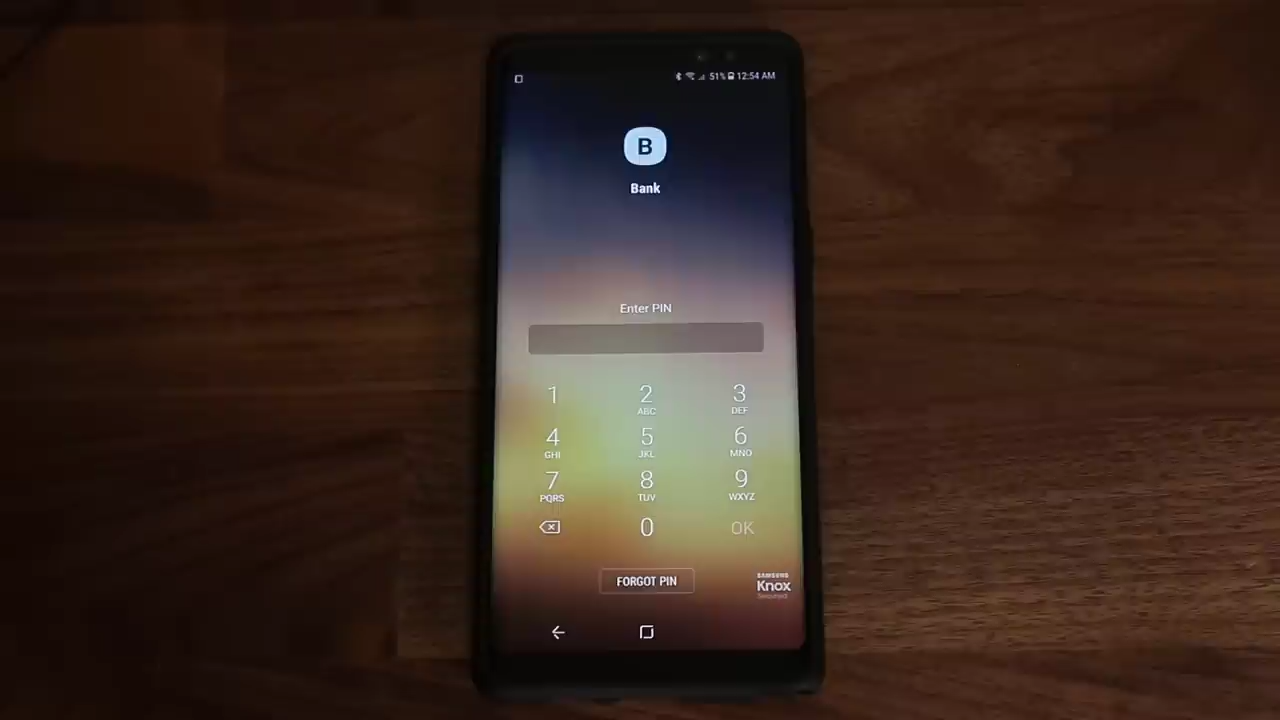 51% 12:54 AM
B
Bank
Enter PIN
1 2 3
ABC DEF
4 5 6
GHI JKL MNO
7 8 9
PQRS TUV WXYZ
0 OK
FORGOT PIN
SAMSUNG
Knox
Secured